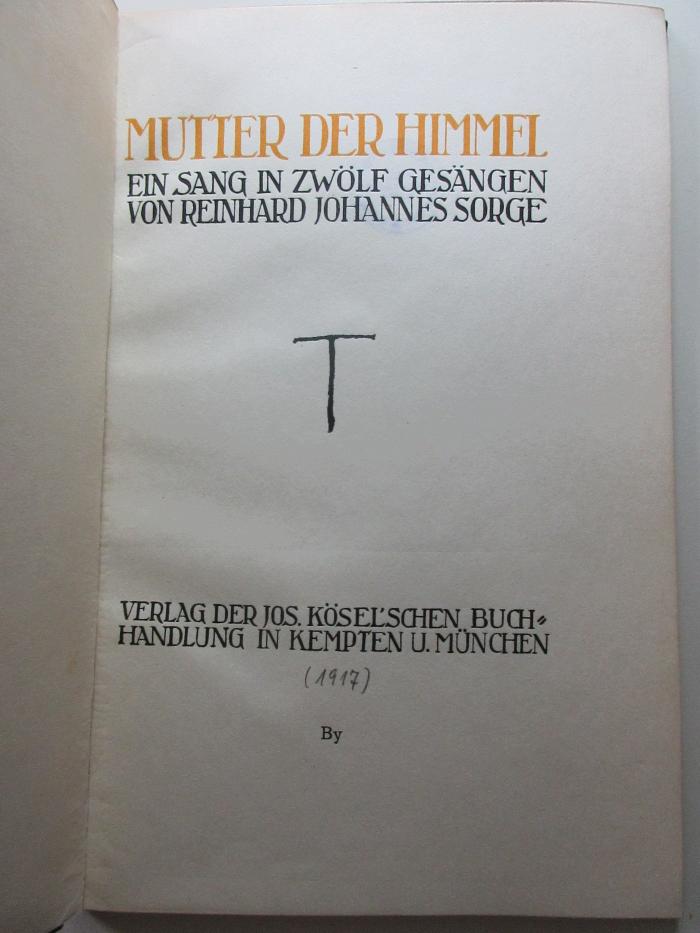 MUTTER DER HIMMEL
EIN SANG IN ZWÖLF GESÄNGEN
VON REINHARD JOHANNES SORGE
T
VERLAG DER JOS. KÖSEL'SCHEN BUCH=
HANDLUNG IN KEMPTEN U. MÜNCHEN
(1917)
By